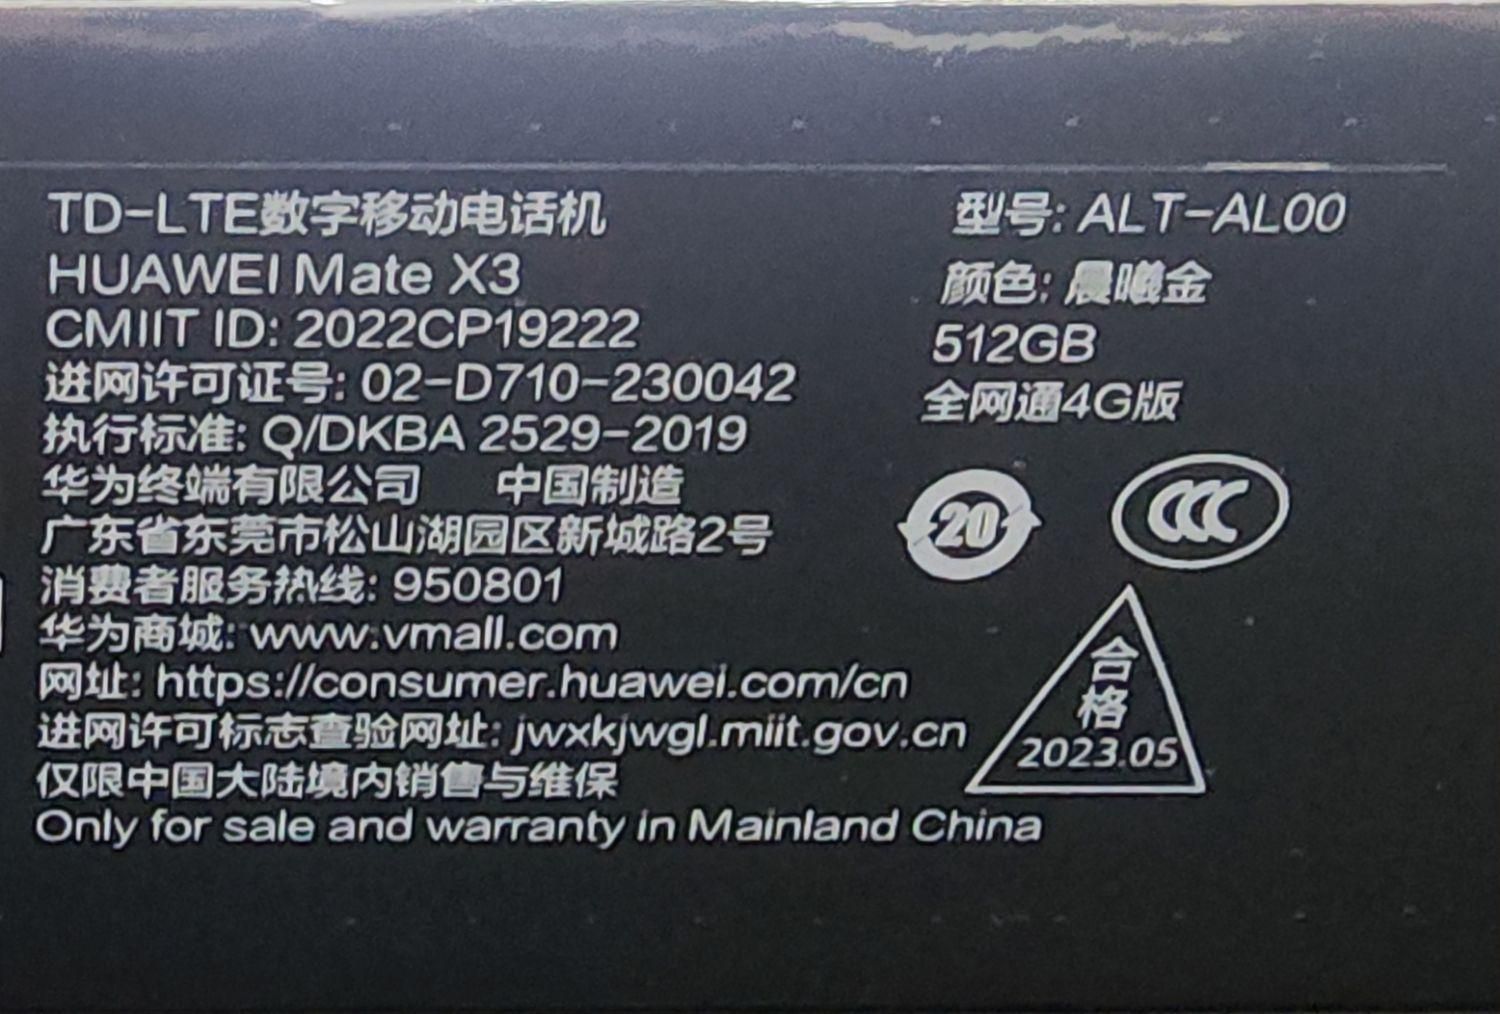 TD-LTE数字移动电话机
HUAWEI Mate X3
CMIIT ID: 2022CP19222
进网许可证号: 02-D710-230042
执行标准: Q/DKBA 2529-2019
华为终端有限公司 中国制造
广东省东莞市松山湖园区新城路2号
消费者服务热线: 950801
华为商城: www.vmall.com
网址: https://consumer.huawei.com/cn
进网许可标志查验网址: jwxkjwgl.miit.gov.cn
仅限中国大陆境内销售与维保
Only for sale and warranty in Mainland China
型号: ALT-AL00
颜色: 晨曦金
512GB
全网通4G版
20
CCC
合
格
2023.05